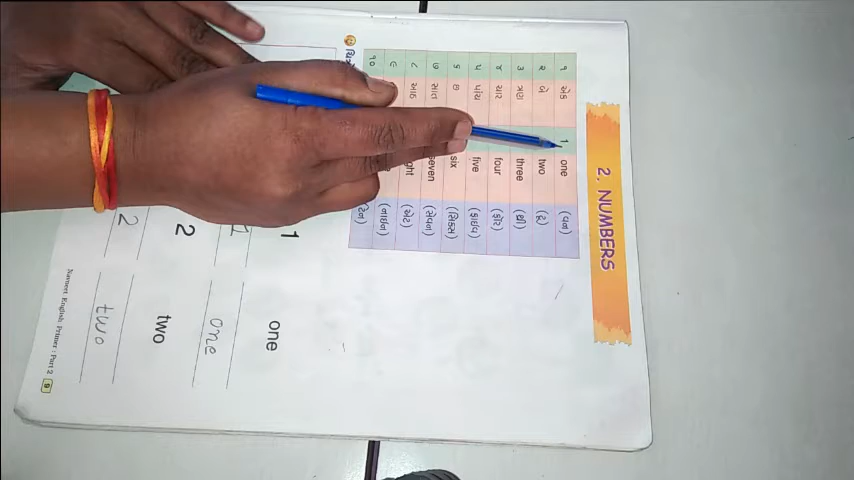 2. NUMBERS
૧ એક 1 one (વન)
૨ બે two (ટુ)
૩ ત્રણ three (થ્રી)
૪ ચાર four (ફોર)
૫ પાંચ five (ફાઇવ)
૬ છ six (સિક્સ)
૭ સાત seven (સેવન)
૮ આઠ (એટ)
૯ (નાઇન)
૧૦
1 one
1 one
2 two
2 two
Navneet English Primer : Part 2 9